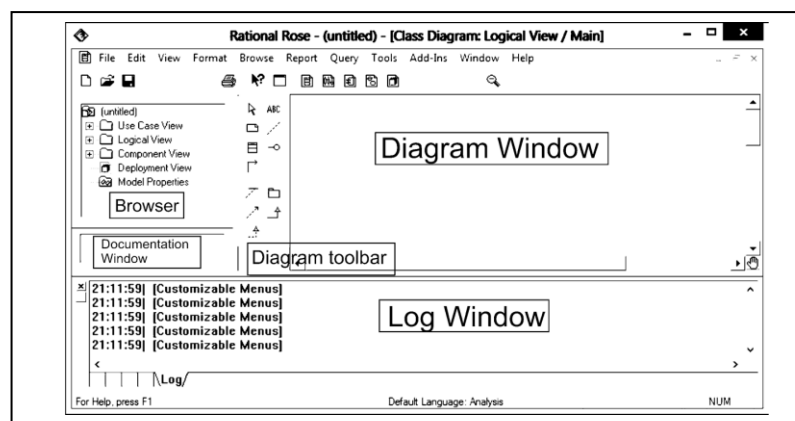 Rational Rose - (untitled) - [Class Diagram: Logical View / Main]
File Edit View Format Browse Report Query Tools Add-Ins Window Help
ABC
(untitled)
Use Case View
Logical View
Component View
Deployment View
Model Properties
Browser
Diagram Window
Documentation
Window
Diagram toolbar
21:11:59| [Customizable Menus]
21:11:59| [Customizable Menus]
21:11:59| [Customizable Menus]
21:11:59| [Customizable Menus]
21:11:59| [Customizable Menus]
Log Window
Log
For Help, press F1 Default Language: Analysis NUM